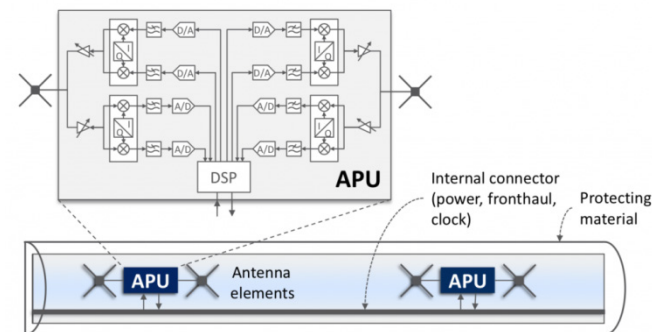 D/A
D/A
I
Q
I
Q
D/A
D/A
A/D
A/D
I
Q
I
Q
A/D
A/D
DSP
APU
Internal connector
(power, fronthaul,
clock)
Protecting
material
APU
Antenna
elements
APU